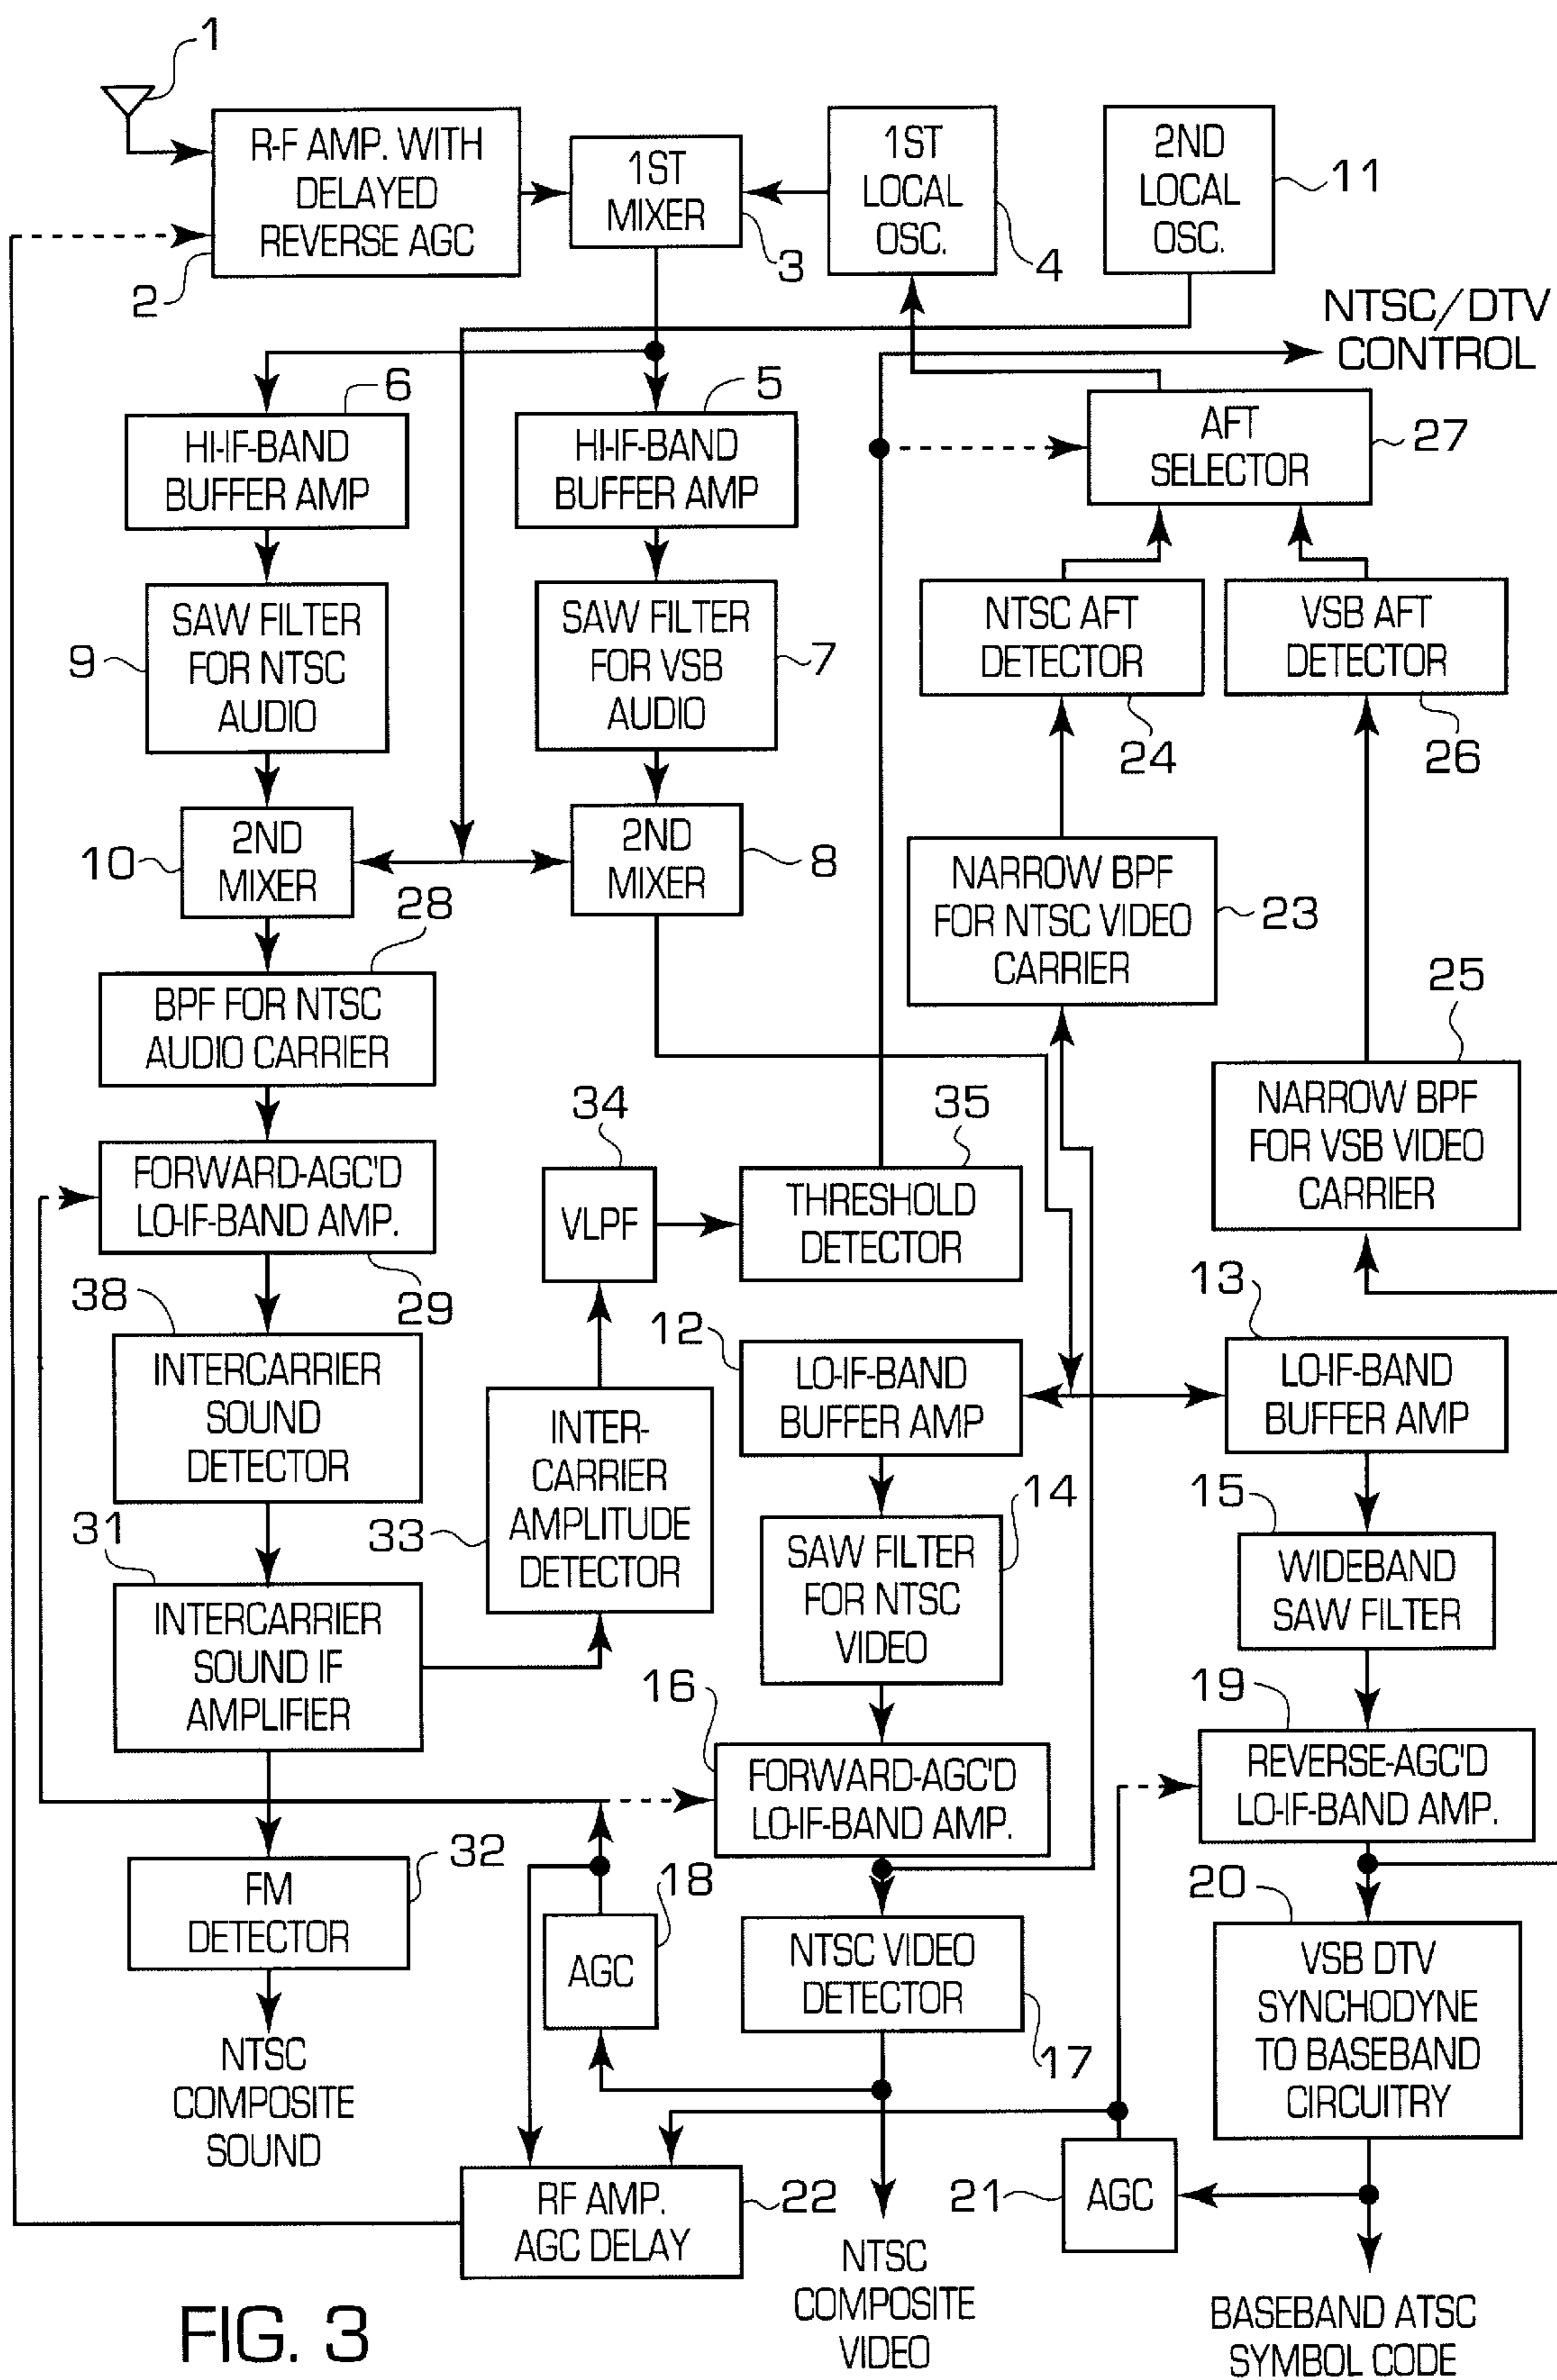 1
R-F AMP. WITH
DELAYED
REVERSE AGC
2
1ST
MIXER
3
1ST
LOCAL
OSC.
4
2ND
LOCAL
OSC.
11
NTSC/DTV
CONTROL
6
HI-IF-BAND
BUFFER AMP
5
HI-IF-BAND
BUFFER AMP
AFT
SELECTOR
27
9
SAW FILTER
FOR NTSC
AUDIO
SAW FILTER
FOR VSB
AUDIO
7
NTSC AFT
DETECTOR
24
VSB AFT
DETECTOR
26
10
2ND
MIXER
2ND
MIXER
8
NARROW BPF
FOR NTSC VIDEO
CARRIER
23
28
BPF FOR NTSC
AUDIO CARRIER
25
NARROW BPF
FOR VSB VIDEO
CARRIER
FORWARD-AGC'D
LO-IF-BAND AMP.
29
34
VLPF
35
THRESHOLD
DETECTOR
38
INTERCARRIER
SOUND
DETECTOR
12
LO-IF-BAND
BUFFER AMP
13
LO-IF-BAND
BUFFER AMP
33
INTER-
CARRIER
AMPLITUDE
DETECTOR
14
SAW FILTER
FOR NTSC
VIDEO
15
WIDEBAND
SAW FILTER
31
INTERCARRIER
SOUND IF
AMPLIFIER
16
FORWARD-AGC'D
LO-IF-BAND AMP.
19
REVERSE-AGC'D
LO-IF-BAND AMP.
32
FM
DETECTOR
18
AGC
NTSC VIDEO
DETECTOR
17
20
VSB DTV
SYNCHODYNE
TO BASEBAND
CIRCUITRY
NTSC
COMPOSITE
SOUND
RF AMP.
AGC DELAY
22
21
AGC
NTSC
COMPOSITE
VIDEO
BASEBAND ATSC
SYMBOL CODE
FIG. 3